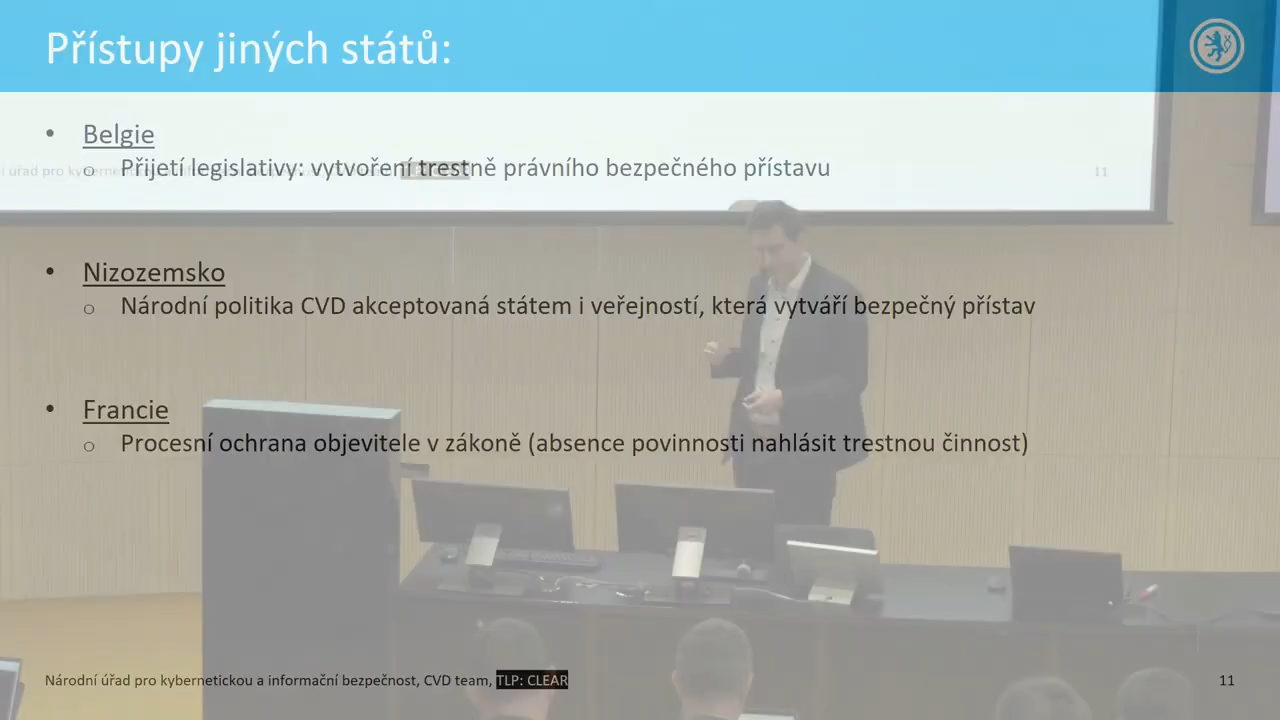 Přístupy jiných států:
• Belgie
o Přijetí legislativy: vytvoření trestně právního bezpečného přístavu
11
• Nizozemsko
o Národní politika CVD akceptovaná státem i veřejností, která vytváří bezpečný přístav
• Francie
o Procesní ochrana objevitele v zákoně (absence povinnosti nahlásit trestnou činnost)
Národní úřad pro kybernetickou a informační bezpečnost, CVD team, TLP: CLEAR
11